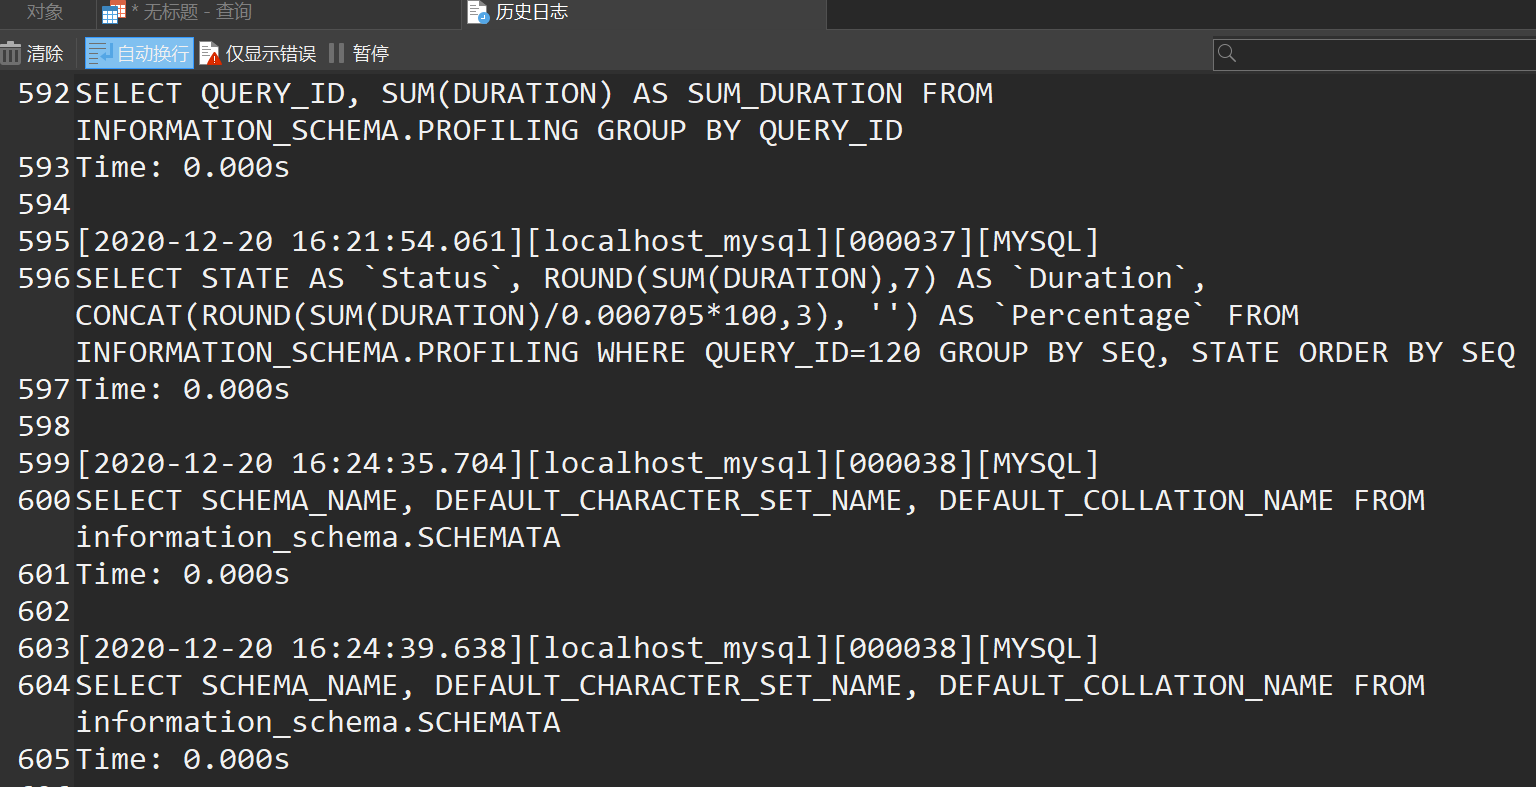 对象
* 无标题 - 查询
历史日志
清除
自动换行
仅显示错误
暂停
592 SELECT QUERY_ID, SUM(DURATION) AS SUM_DURATION FROM
INFORMATION_SCHEMA.PROFILING GROUP BY QUERY_ID
593 Time: 0.000s
594
595 [2020-12-20 16:21:54.061][localhost_mysql][000037][MYSQL]
596 SELECT STATE AS `Status`, ROUND(SUM(DURATION),7) AS `Duration`,
CONCAT(ROUND(SUM(DURATION)/0.000705*100,3), '') AS `Percentage` FROM
INFORMATION_SCHEMA.PROFILING WHERE QUERY_ID=120 GROUP BY SEQ, STATE ORDER BY SEQ
597 Time: 0.000s
598
599 [2020-12-20 16:24:35.704][localhost_mysql][000038][MYSQL]
600 SELECT SCHEMA_NAME, DEFAULT_CHARACTER_SET_NAME, DEFAULT_COLLATION_NAME FROM
information_schema.SCHEMATA
601 Time: 0.000s
602
603 [2020-12-20 16:24:39.638][localhost_mysql][000038][MYSQL]
604 SELECT SCHEMA_NAME, DEFAULT_CHARACTER_SET_NAME, DEFAULT_COLLATION_NAME FROM
information_schema.SCHEMATA
605 Time: 0.000s